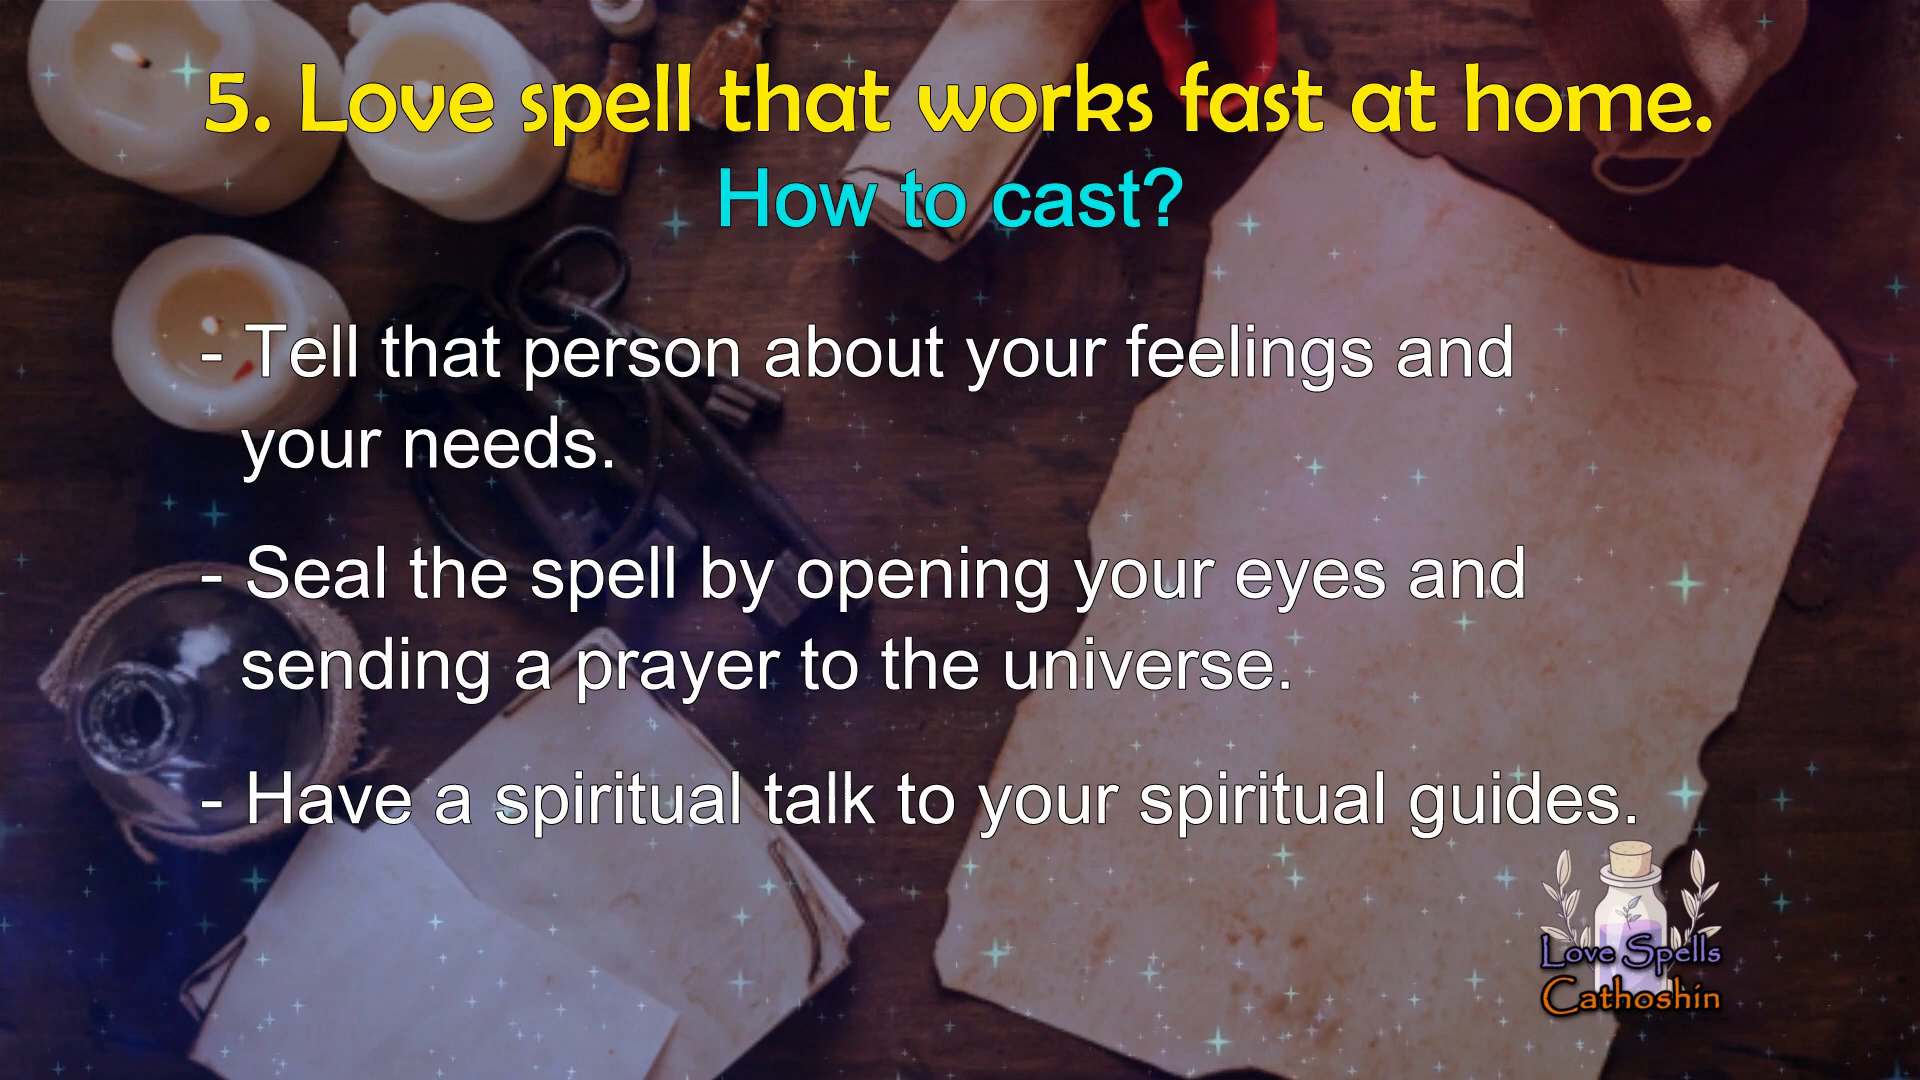 5. Love spell that works fast at home.
How to cast?
- Tell that person about your feelings and
your needs.
- Seal the spell by opening your eyes and
sending a prayer to the universe.
- Have a spiritual talk to your spiritual guides.
Love Spells
Cathoshin